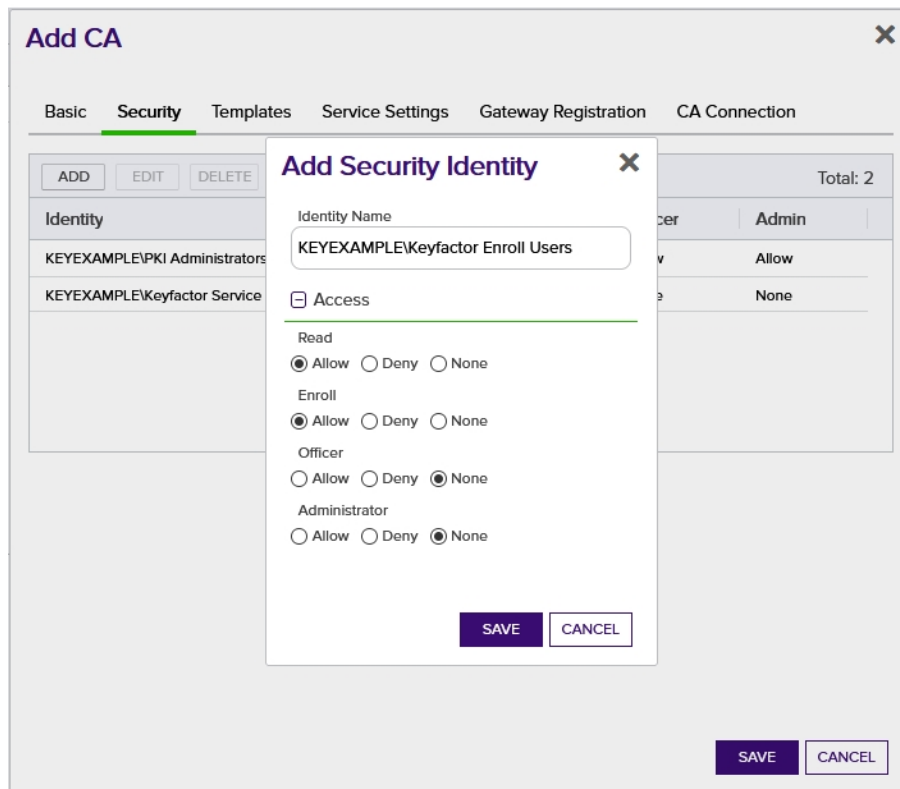 Add CA
Basic Security Templates Service Settings Gateway Registration CA Connection
ADD EDIT DELETE Total: 2
Identity Admin
KEYEXAMPLE\PKI Administrators Allow
KEYEXAMPLE\Keyfactor Service None
Add Security Identity
Identity Name
KEYEXAMPLE\Keyfactor Enroll Users
Access
Read
Allow Deny None
Enroll
Allow Deny None
Officer
Allow Deny None
Administrator
Allow Deny None
SAVE CANCEL
SAVE CANCEL